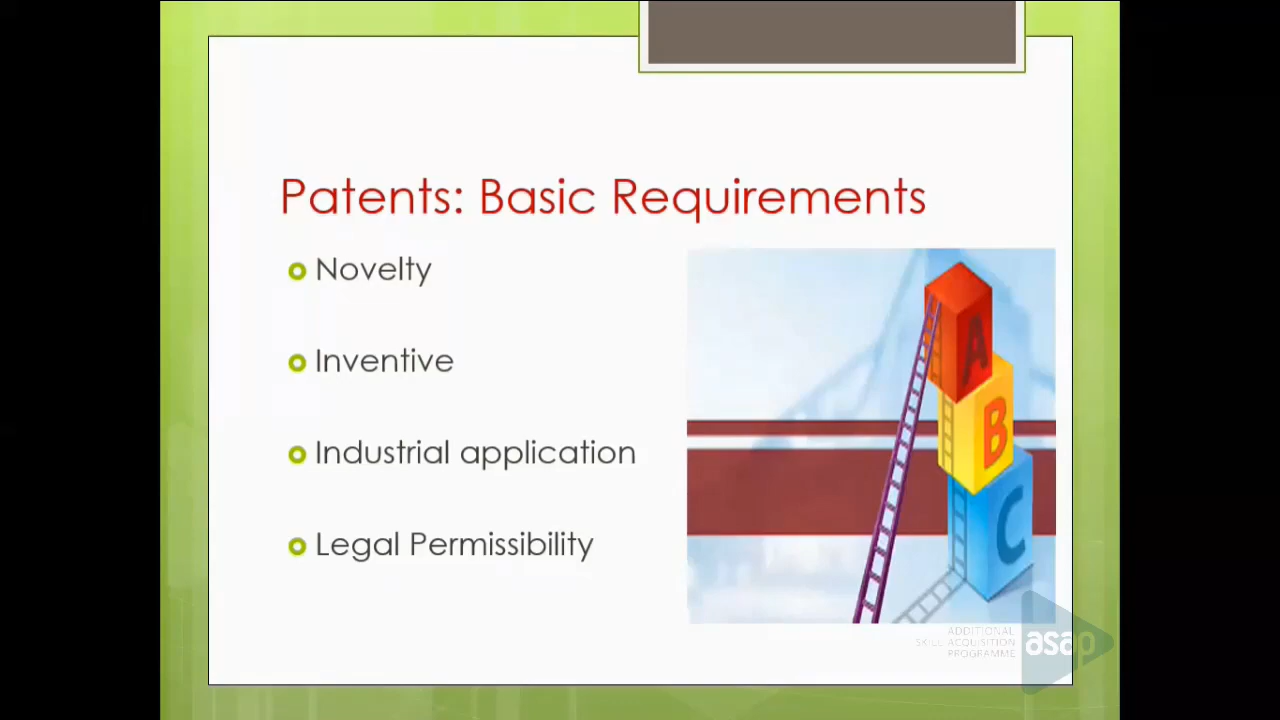 Patents: Basic Requirements
Novelty
Inventive
Industrial application
Legal Permissibility
A
B
C
ADDITIONAL
SKILL ACQUISITION
PROGRAMME
asap